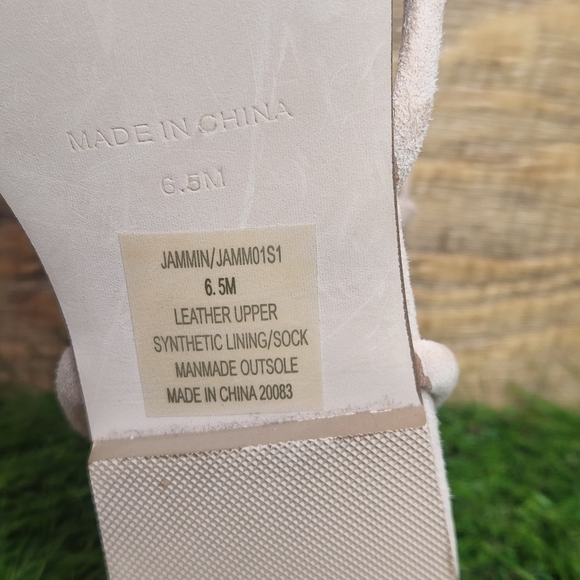 MADE IN CHINA
6.5M
JAMMIN/JAMM01S1
6.5M
LEATHER UPPER
SYNTHETIC LINING/SOCK
MANMADE OUTSOLE
MADE IN CHINA 20083